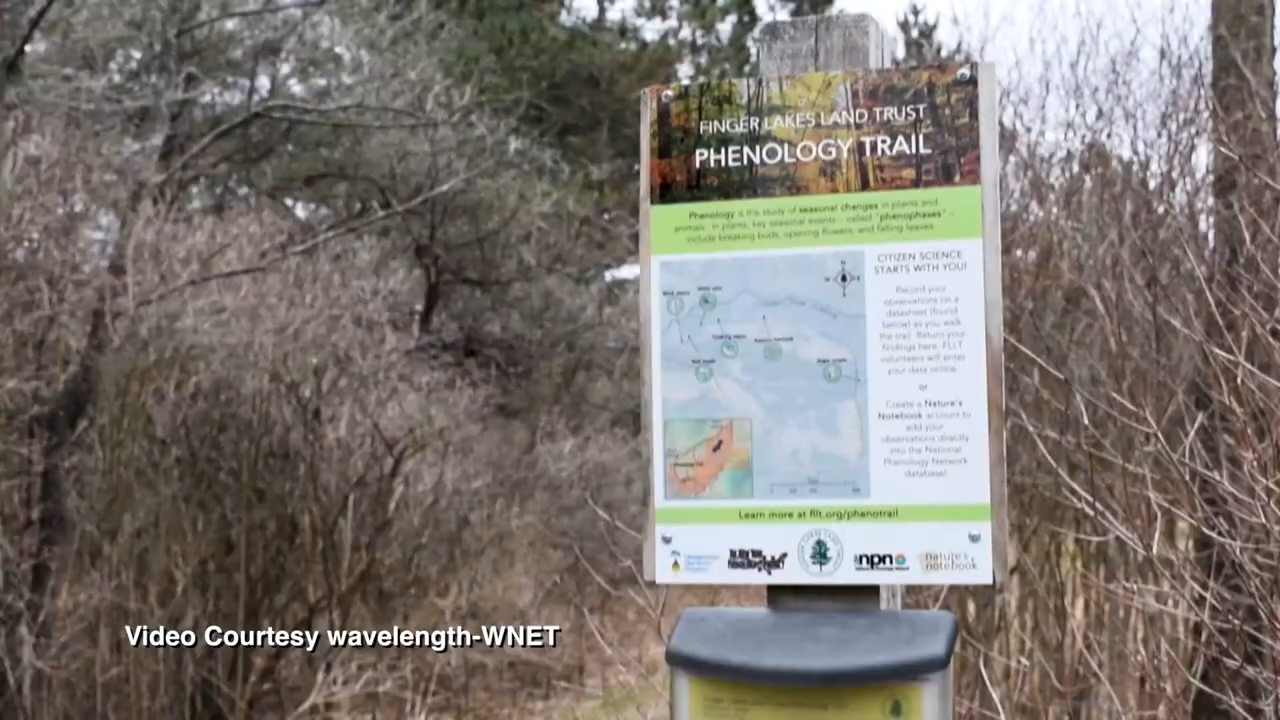 FINGER LAKES LAND TRUST
PHENOLOGY TRAIL
Phenology is the study of seasonal changes in plants and
animals. In plants, key seasonal events – called "phenophases" –
include breaking buds, opening flowers, and falling leaves.
CITIZEN SCIENCE
STARTS WITH YOU!
Record your
observations on a
datasheet (found
below) as you walk
the trail. Return your
findings here. FLLT
volunteers will enter
your data online.
or
Create a Nature's
Notebook account to
add your
observations directly
into the National
Phenology Network
database!
N
Learn more at fllt.org/phenotrail
npn
nature's
notebook
Video Courtesy wavelength-WNET